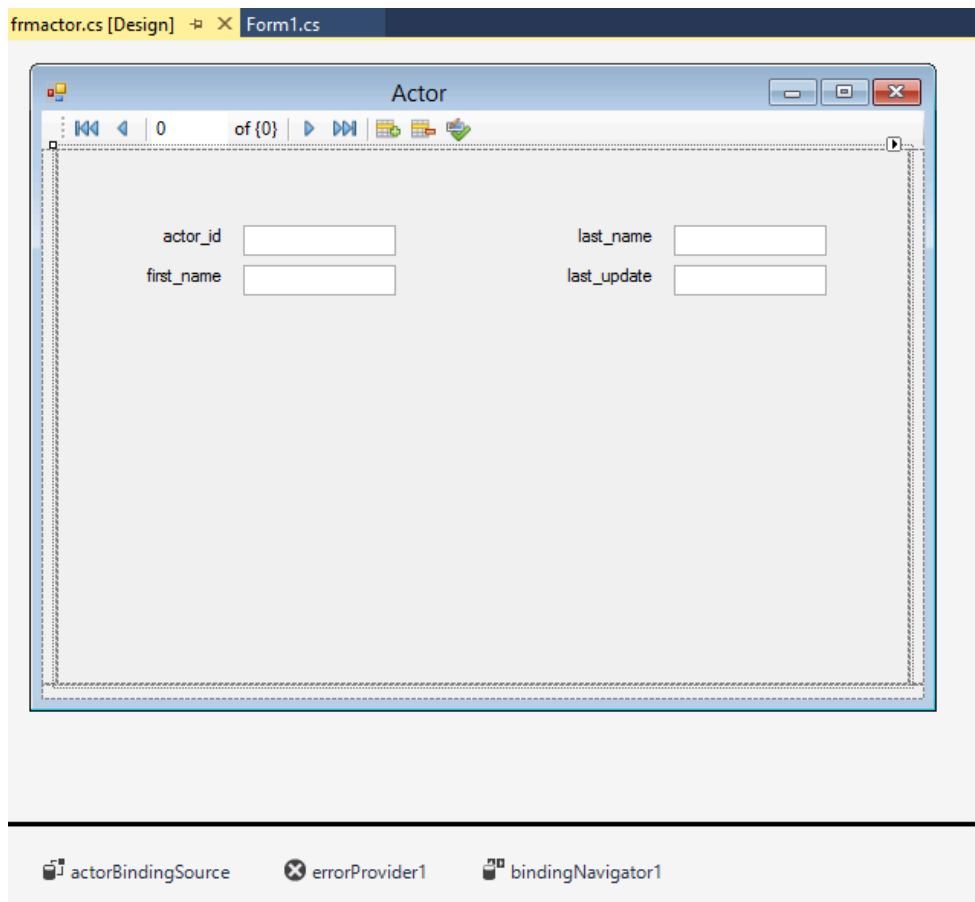 frmactor.cs [Design] Form1.cs
Actor
0 of {0}
actor_id last_name
first_name last_update
actorBindingSource errorProvider1 bindingNavigator1